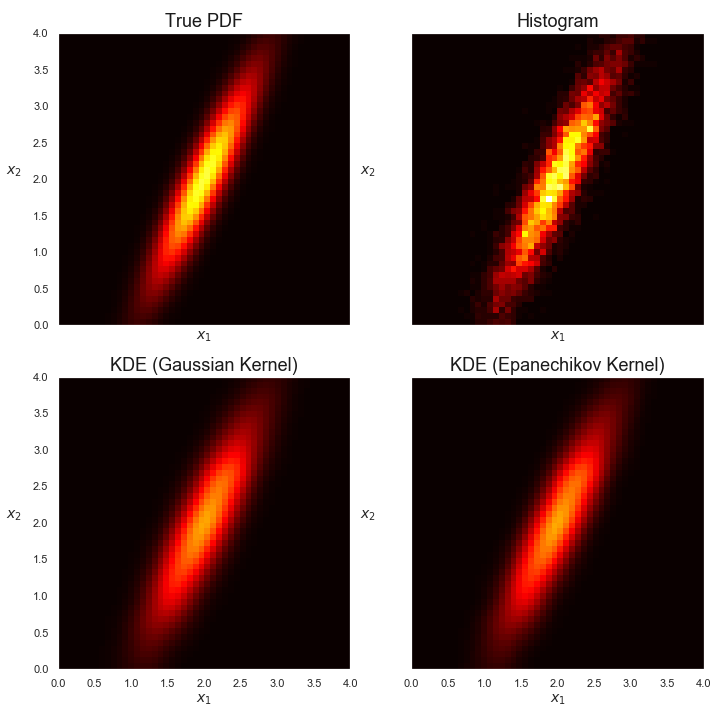 True PDF
Histogram
4.0
3.5
3.0
2.5
x2
2.0
x2
1.5
1.0
0.5
0.0
x1
x1
KDE (Gaussian Kernel)
KDE (Epanechikov Kernel)
4.0
3.5
3.0
2.5
x2
2.0
x2
1.5
1.0
0.5
0.0
0.0 0.5 1.0 1.5 2.0 2.5 3.0 3.5 4.0
0.0 0.5 1.0 1.5 2.0 2.5 3.0 3.5 4.0
x1
x1